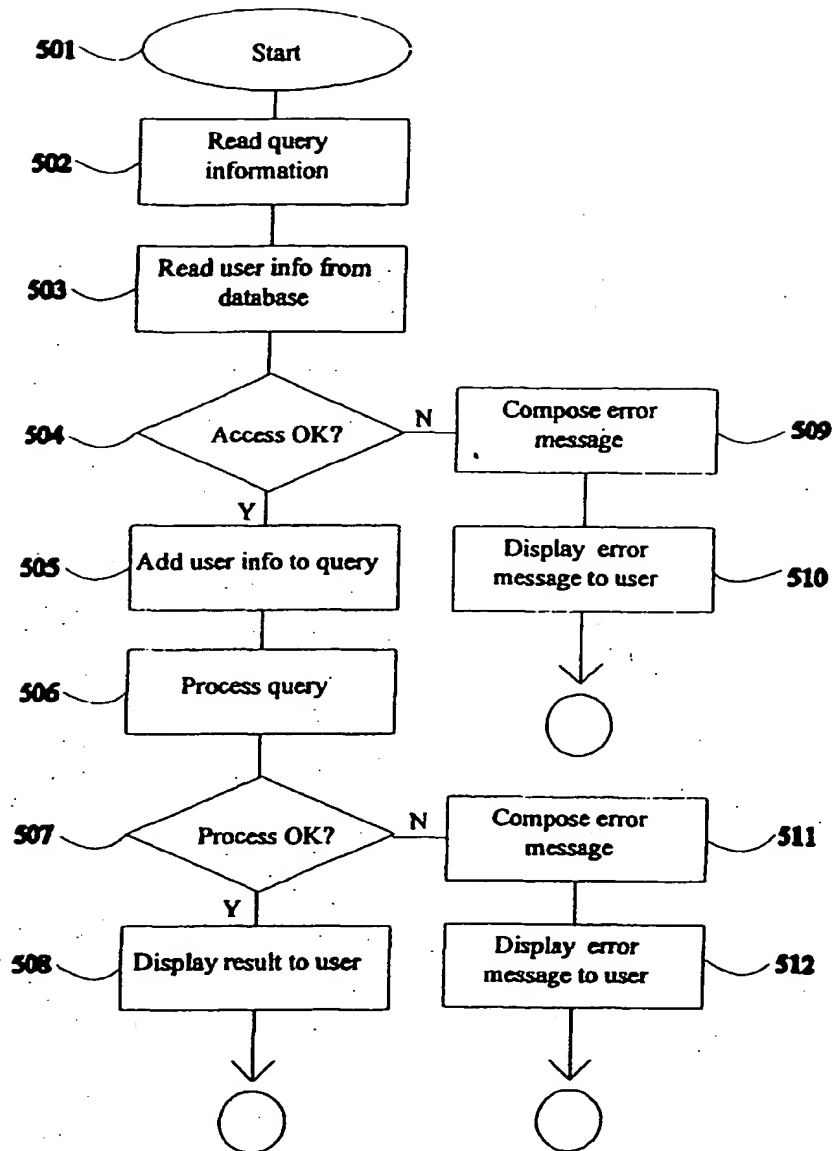 501
Start
502
Read query
information
503
Read user info from
database
504
Access OK?
N
Compose error
message
509
Y
505
Add user info to query
Display error
message to user
510
506
Process query
507
Process OK?
N
Compose error
message
511
Y
508
Display result to user
Display error
message to user
512